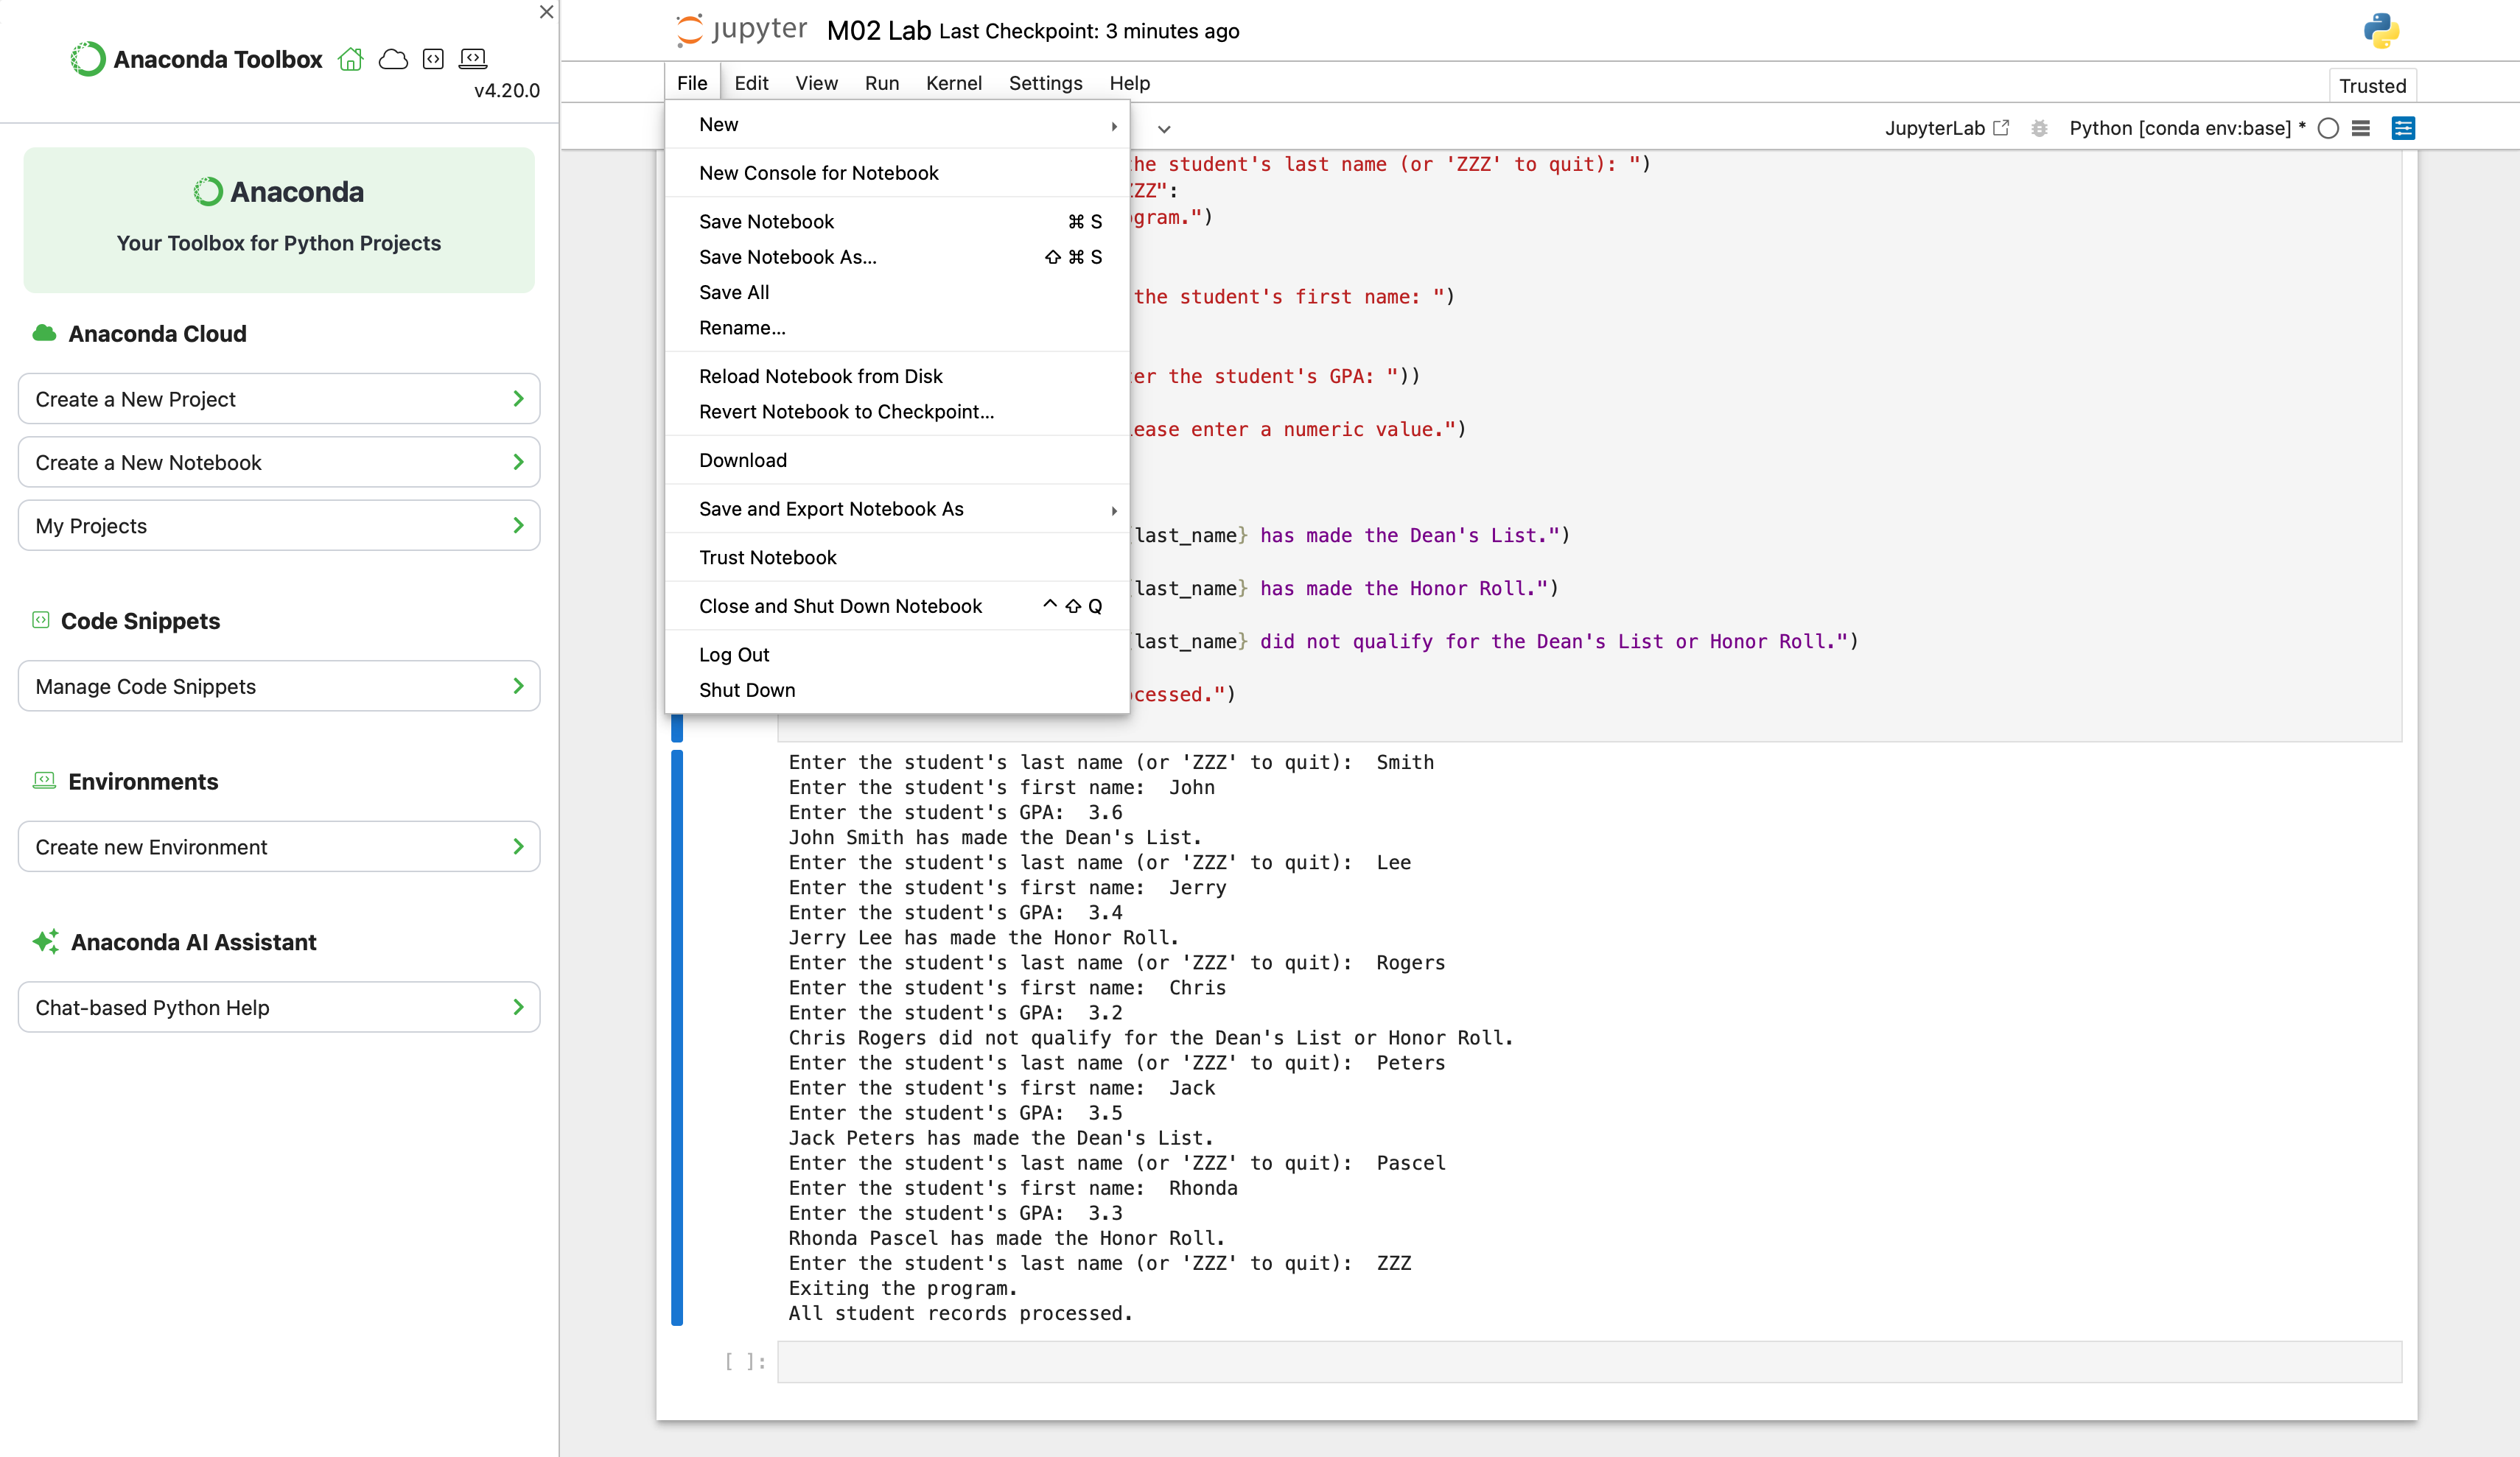 Anaconda Toolbox
v4.20.0
Anaconda
Your Toolbox for Python Projects
Anaconda Cloud
Create a New Project
Create a New Notebook
My Projects
Code Snippets
Manage Code Snippets
Environments
Create new Environment
Anaconda AI Assistant
Chat-based Python Help
jupyter M02 Lab Last Checkpoint: 3 minutes ago
File Edit View Run Kernel Settings Help
Trusted
JupyterLab Python [conda env:base] *
New
New Console for Notebook
Save Notebook ⌘ S
Save Notebook As… ⇧ ⌘ S
Save All
Rename…
Reload Notebook from Disk
Revert Notebook to Checkpoint…
Download
Save and Export Notebook As
Trust Notebook
Close and Shut Down Notebook ^ ⇧ Q
Log Out
Shut Down
the student's last name (or 'ZZZ' to quit): ")
ZZ":
gram.")
the student's first name: ")
er the student's GPA: "))
ease enter a numeric value.")
last_name} has made the Dean's List.")
last_name} has made the Honor Roll.")
last_name} did not qualify for the Dean's List or Honor Roll.")
cessed.")
Enter the student's last name (or 'ZZZ' to quit):  Smith
Enter the student's first name:  John
Enter the student's GPA:  3.6
John Smith has made the Dean's List.
Enter the student's last name (or 'ZZZ' to quit):  Lee
Enter the student's first name:  Jerry
Enter the student's GPA:  3.4
Jerry Lee has made the Honor Roll.
Enter the student's last name (or 'ZZZ' to quit):  Rogers
Enter the student's first name:  Chris
Enter the student's GPA:  3.2
Chris Rogers did not qualify for the Dean's List or Honor Roll.
Enter the student's last name (or 'ZZZ' to quit):  Peters
Enter the student's first name:  Jack
Enter the student's GPA:  3.5
Jack Peters has made the Dean's List.
Enter the student's last name (or 'ZZZ' to quit):  Pascel
Enter the student's first name:  Rhonda
Enter the student's GPA:  3.3
Rhonda Pascel has made the Honor Roll.
Enter the student's last name (or 'ZZZ' to quit):  ZZZ
Exiting the program.
All student records processed.
[ ]: